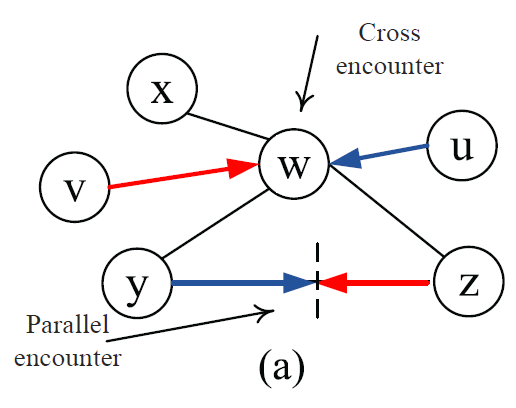 Cross
encounter
x
w
u
v
y
z
Parallel
encounter
(a)